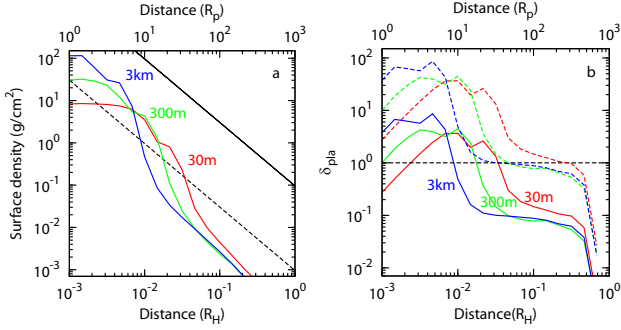 Distance (R_p)
10^0 10^1 10^2 10^3
10^2
10^1
10^0
10^-1
10^-2
10^-3
Surface density (g/cm^2)
a
3km
300m
30m
10^-3 10^-2 10^-1 10^0
Distance (R_H)
Distance (R_p)
10^0 10^1 10^2 10^3
10^2
10^1
10^0
10^-1
10^-2
δ_pla
b
3km
300m
30m
10^-3 10^-2 10^-1 10^0
Distance(R_H)